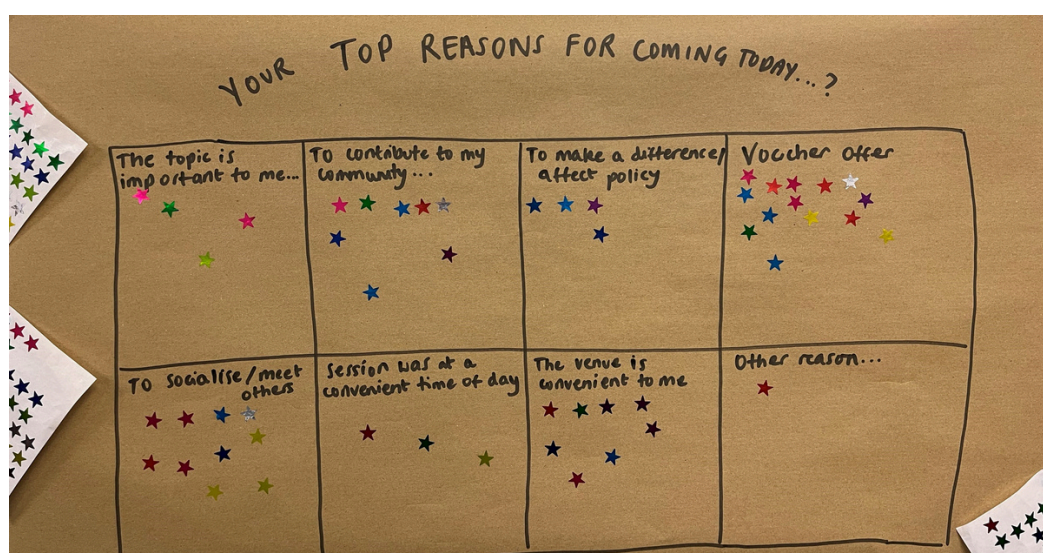 YOUR TOP REASONS FOR COMING TODAY...?
The topic is
important to me...
To contribute to my
community...
To make a difference/
affect policy
Voucher offer
To socialise/meet
others
Session was at a
convenient time of day
The venue is
convenient to me
Other reason...